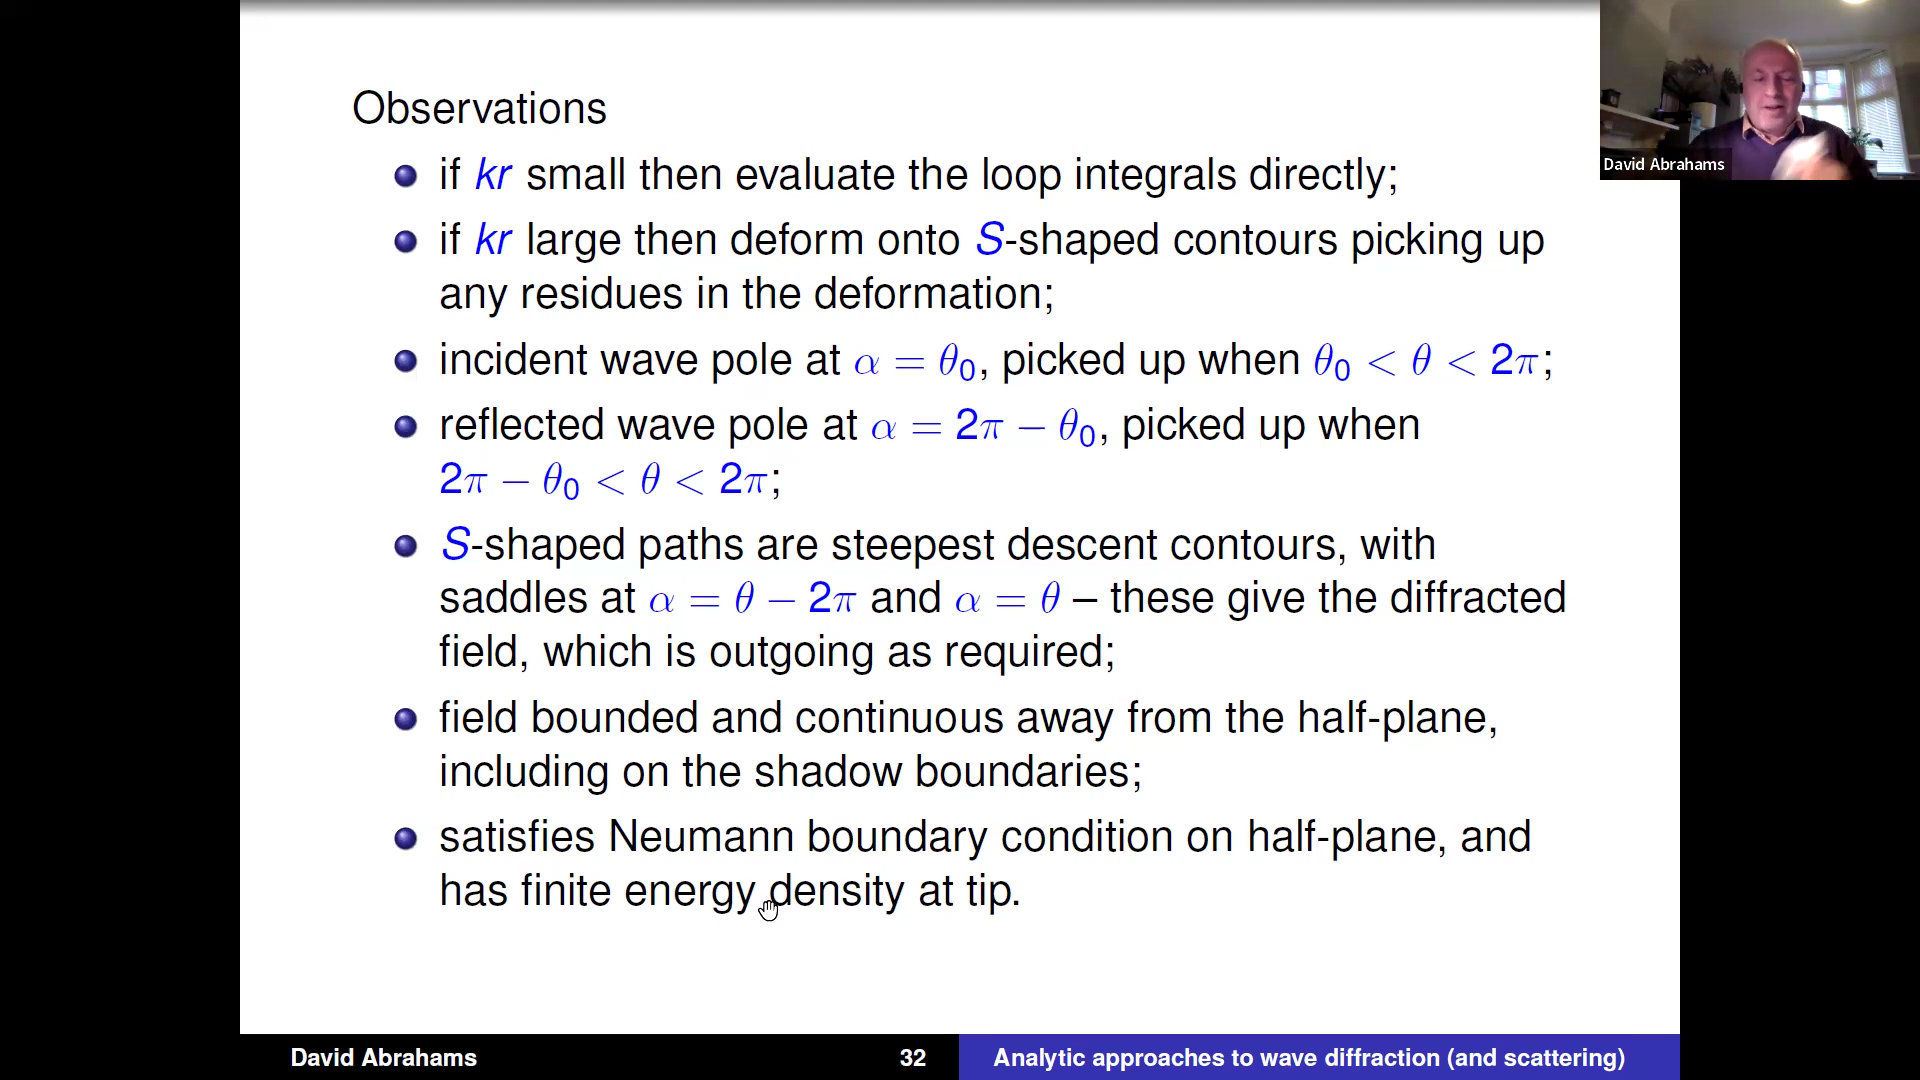 Observations
if kr small then evaluate the loop integrals directly;
if kr large then deform onto S-shaped contours picking up
any residues in the deformation;
incident wave pole at α = θ₀, picked up when θ₀ < θ < 2π;
reflected wave pole at α = 2π − θ₀, picked up when
2π − θ₀ < θ < 2π;
S-shaped paths are steepest descent contours, with
saddles at α = θ − 2π and α = θ – these give the diffracted
field, which is outgoing as required;
field bounded and continuous away from the half-plane,
including on the shadow boundaries;
satisfies Neumann boundary condition on half-plane, and
has finite energy density at tip.
David Abrahams
David Abrahams 32 Analytic approaches to wave diffraction (and scattering)